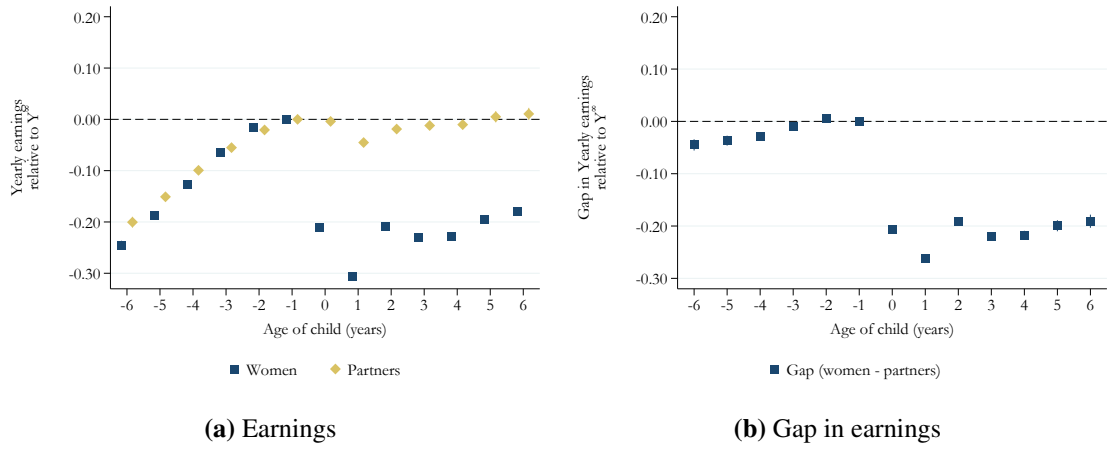 0.20
0.10
0.00
-0.10
-0.20
-0.30
Yearly earnings
relative to Y∞
-6 -5 -4 -3 -2 -1 0 1 2 3 4 5 6
Age of child (years)
Women Partners
(a) Earnings
0.20
0.10
0.00
-0.10
-0.20
-0.30
Gap in Yearly earnings
relative to Y∞
-6 -5 -4 -3 -2 -1 0 1 2 3 4 5 6
Age of child (years)
Gap (women - partners)
(b) Gap in earnings